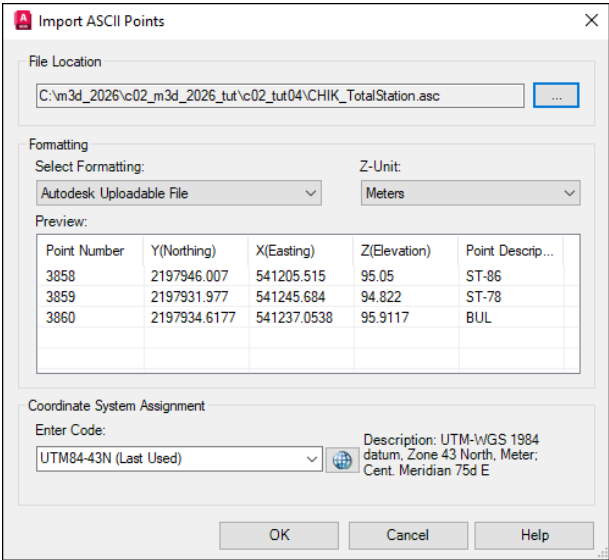 Import ASCII Points
File Location
C:\m3d_2026\c02_m3d_2026_tut\c02_tut04\CHIK_TotalStation.asc
...
Formatting
Select Formatting: Z-Unit:
Autodesk Uploadable File Meters
Preview:
Point Number Y(Northing) X(Easting) Z(Elevation) Point Descrip...
3858 2197946.007 541205.515 95.05 ST-86
3859 2197931.977 541245.684 94.822 ST-78
3860 2197934.6177 541237.0538 95.9117 BUL
Coordinate System Assignment
Enter Code:
UTM84-43N (Last Used)
Description: UTM-WGS 1984
datum, Zone 43 North, Meter;
Cent. Meridian 75d E
OK Cancel Help